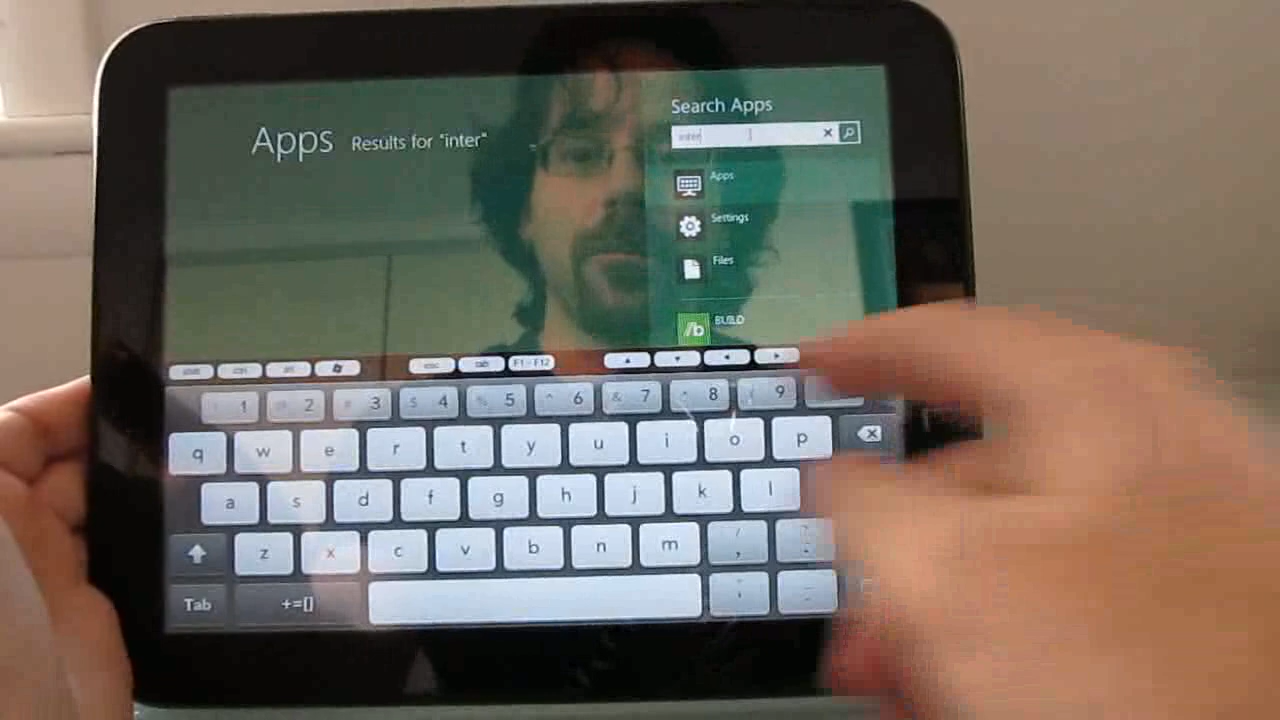 Search Apps
Apps Results for "inter"
inter
Apps
Settings
Files
//b BUILD
tab F1 - F12
1 2 3 $ 4 % 5 ^ 6 & 7 8 9
q w e r t y u i o p
a s d f g h j k l
z x c v b n m / ,
Tab +=[]